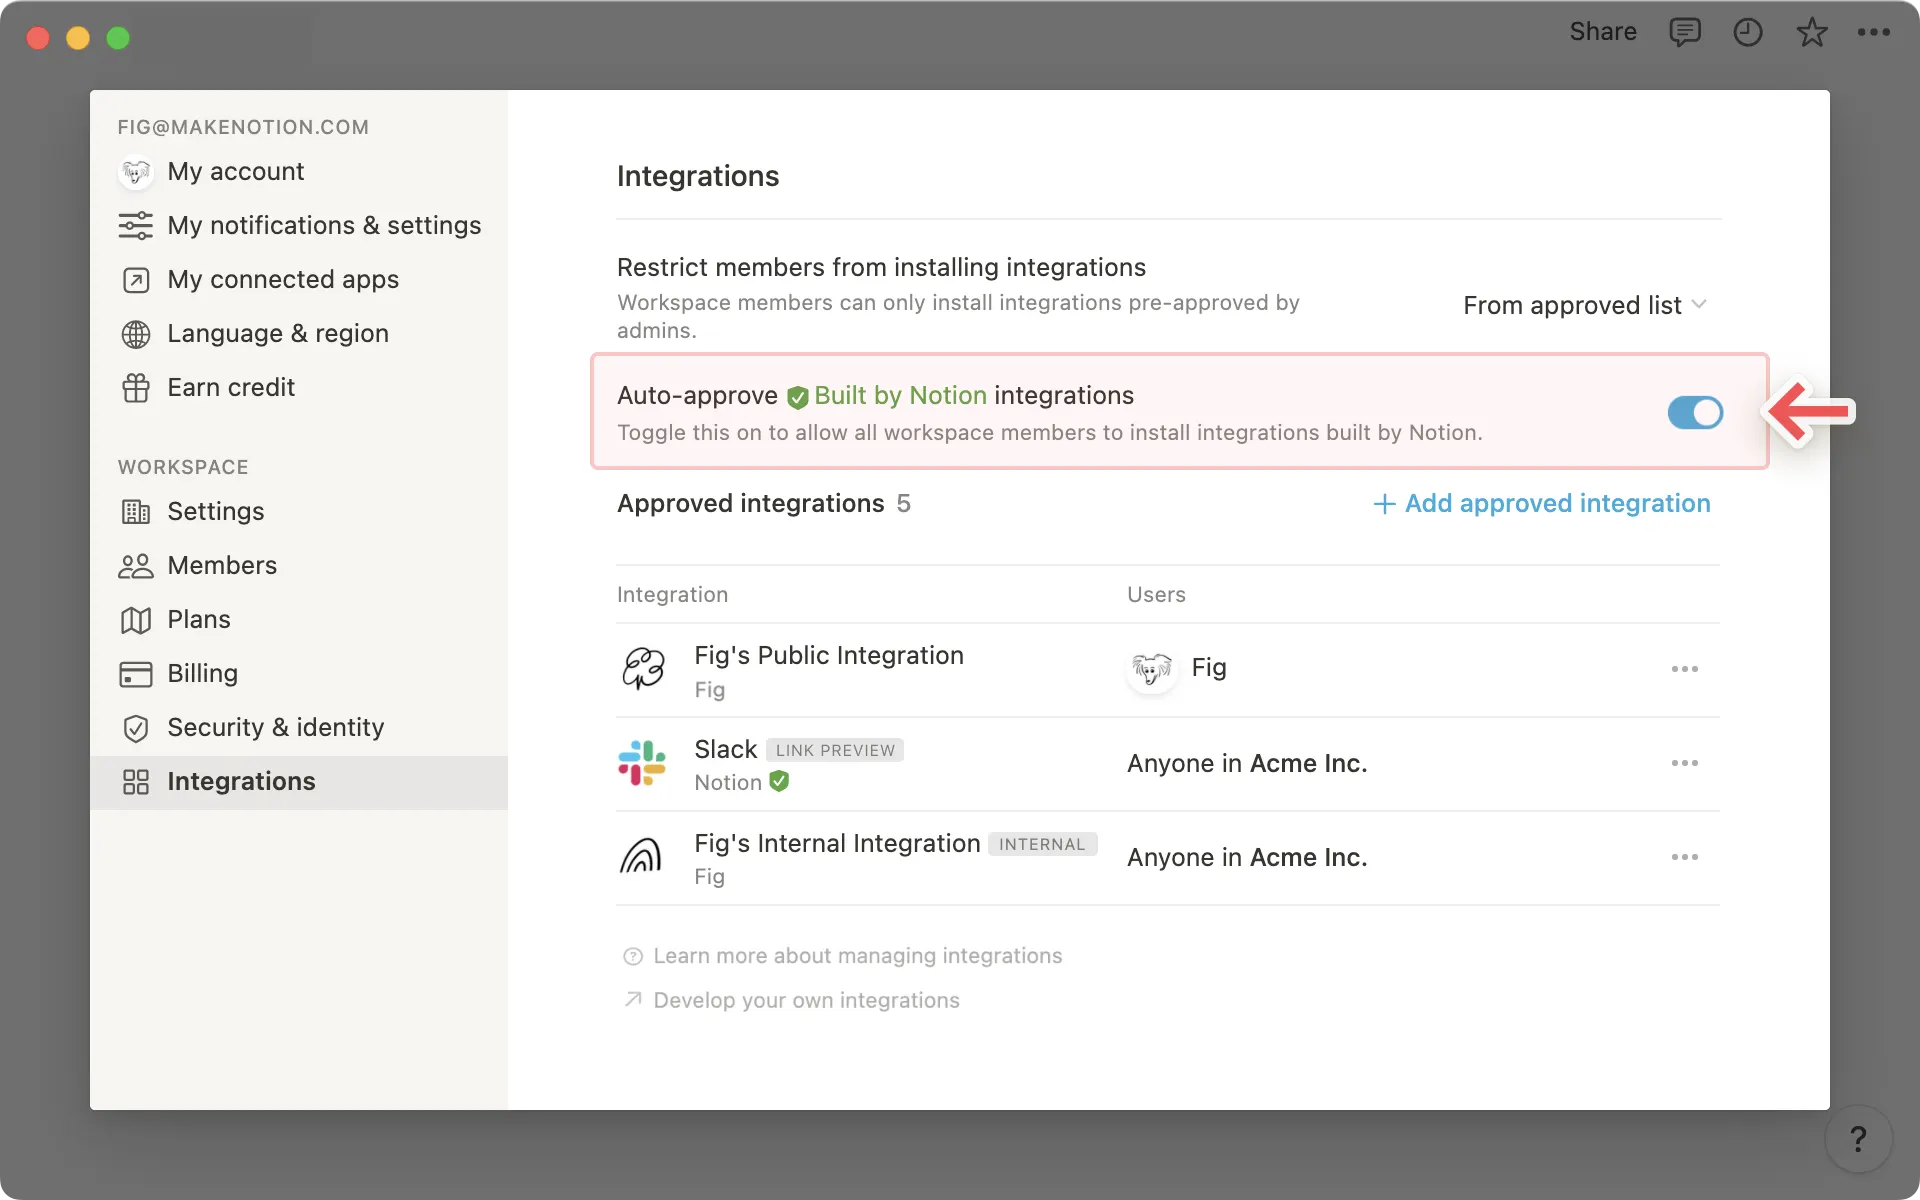 Share
FIG@MAKENOTION.COM
My account
My notifications & settings
My connected apps
Language & region
Earn credit
WORKSPACE
Settings
Members
Plans
Billing
Security & identity
Integrations
Integrations
Restrict members from installing integrations
Workspace members can only install integrations pre-approved by
admins.
From approved list
Auto-approve Built by Notion integrations
Toggle this on to allow all workspace members to install integrations built by Notion.
Approved integrations 5
+ Add approved integration
Integration Users
Fig's Public Integration
Fig
Fig
Slack LINK PREVIEW
Notion
Anyone in Acme Inc.
Fig's Internal Integration INTERNAL
Fig
Anyone in Acme Inc.
Learn more about managing integrations
Develop your own integrations
?